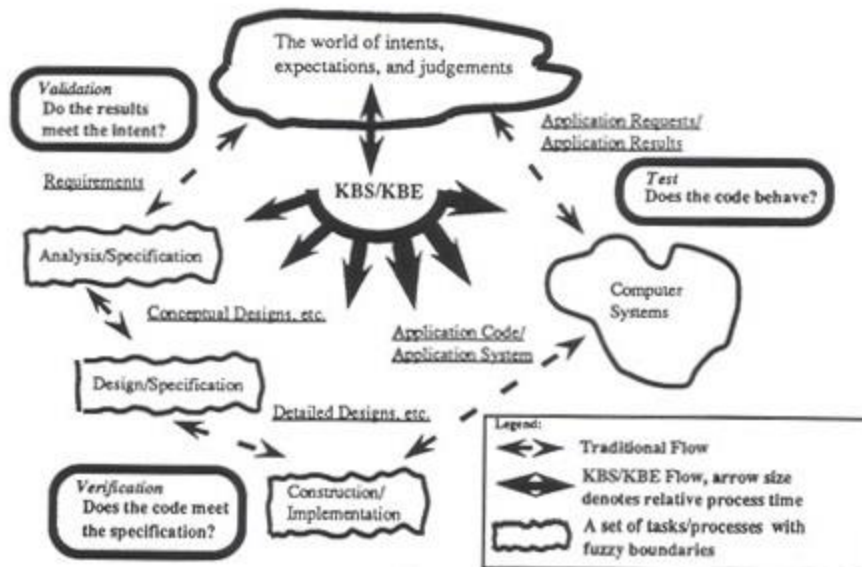 The world of intents,
expectations, and judgements
Validation
Do the results
meet the intent?
Application Requests/
Application Results
Requirements
KBS/KBE
Test
Does the code behave?
Analysis/Specification
Computer
Systems
Conceptual Designs, etc.
Application Code/
Application System
Design/Specification
Detailed Designs, etc.
Legend:
Traditional Flow
KBS/KBE Flow, arrow size
denotes relative process time
A set of tasks/processes with
fuzzy boundaries
Verification
Does the code meet
the specification?
Construction/
Implementation